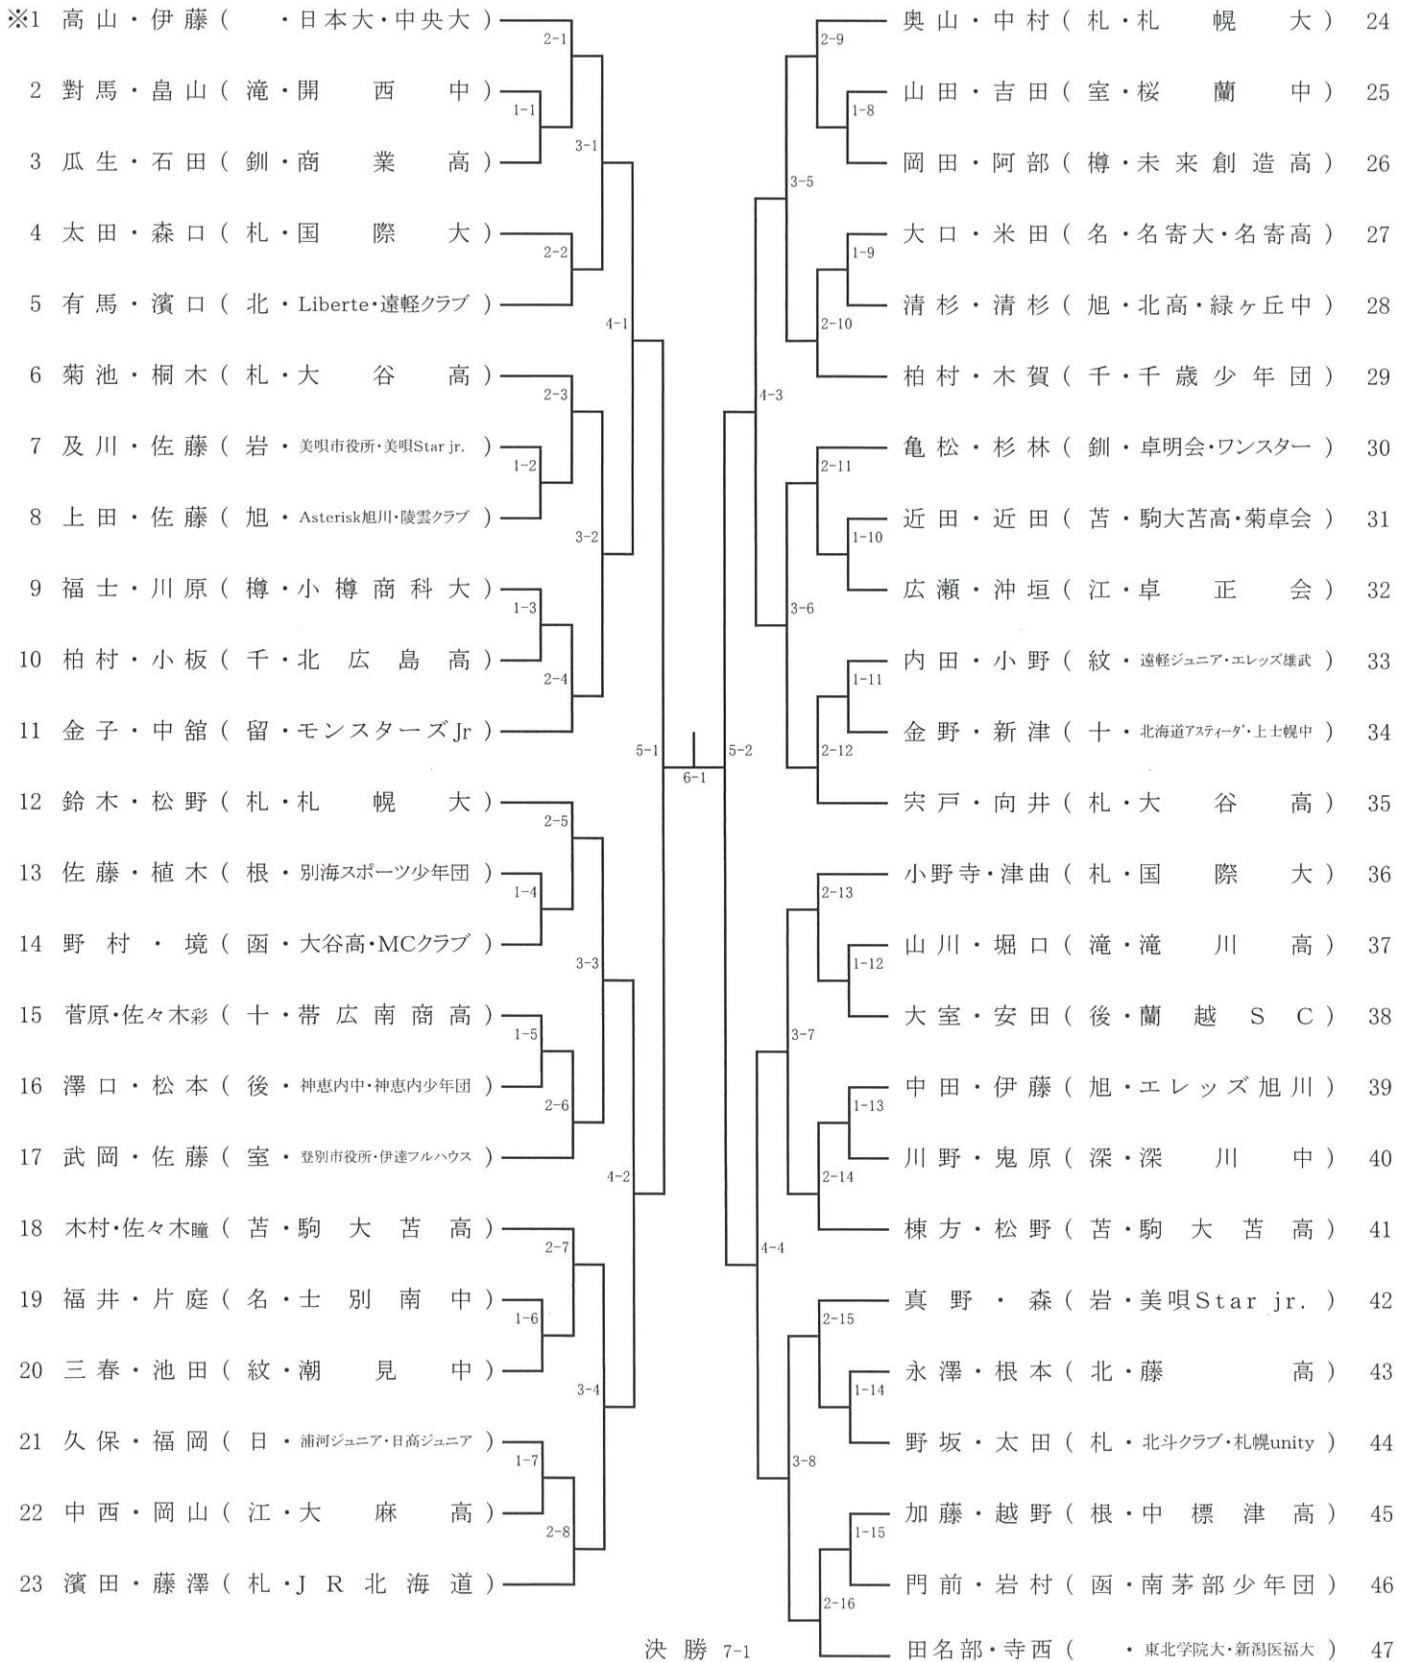 ※1 高山・伊藤 ( ・日本大・中央大 )
2-1
2 對馬・畠山 ( 滝・開西中 )
1-1
3-1
3 瓜生・石田 ( 釧・商業高 )
4 太田・森口 ( 札・国際大 )
2-2
5 有馬・濱口 ( 北・Liberte・遠軽クラブ )
4-1
6 菊池・桐木 ( 札・大谷高 )
2-3
7 及川・佐藤 ( 岩・美唄市役所・美唄Star jr. )
1-2
8 上田・佐藤 ( 旭・Asterisk旭川・陵雲クラブ )
3-2
9 福士・川原 ( 樽・小樽商科大 )
1-3
10 柏村・小板 ( 千・北広島高 )
2-4
11 金子・中舘 ( 留・モンスターズJr )
5-1
12 鈴木・松野 ( 札・札幌大 )
2-5
13 佐藤・植木 ( 根・別海スポーツ少年団 )
1-4
14 野村・境 ( 函・大谷高・MCクラブ )
3-3
15 菅原・佐々木彩 ( 十・帯広南商高 )
1-5
16 澤口・松本 ( 後・神恵内中・神恵内少年団 )
2-6
17 武岡・佐藤 ( 室・登別市役所・伊達フルハウス )
4-2
18 木村・佐々木瞳 ( 苫・駒大苫高 )
2-7
19 福井・片庭 ( 名・士別南中 )
1-6
20 三春・池田 ( 紋・潮見中 )
3-4
21 久保・福岡 ( 日・浦河ジュニア・日高ジュニア )
1-7
22 中西・岡山 ( 江・大麻高 )
2-8
23 濱田・藤澤 ( 札・JR北海道 )
6-1
奥山・中村 ( 札・札幌大 ) 24
2-9
山田・吉田 ( 室・桜蘭中 ) 25
1-8
岡田・阿部 ( 樽・未来創造高 ) 26
3-5
大口・米田 ( 名・名寄大・名寄高 ) 27
1-9
清杉・清杉 ( 旭・北高・緑ヶ丘中 ) 28
2-10
柏村・木賀 ( 千・千歳少年団 ) 29
4-3
亀松・杉林 ( 釧・卓明会・ワンスター ) 30
2-11
近田・近田 ( 苫・駒大苫高・菊卓会 ) 31
1-10
広瀬・沖垣 ( 江・卓正会 ) 32
3-6
内田・小野 ( 紋・遠軽ジュニア・エレッズ雄武 ) 33
1-11
金野・新津 ( 十・北海道アスティーダ・上士幌中 ) 34
5-2
2-12
宍戸・向井 ( 札・大谷高 ) 35
小野寺・津曲 ( 札・国際大 ) 36
2-13
山川・堀口 ( 滝・滝川高 ) 37
1-12
大室・安田 ( 後・蘭越SC ) 38
3-7
中田・伊藤 ( 旭・エレッズ旭川 ) 39
1-13
川野・鬼原 ( 深・深川中 ) 40
2-14
棟方・松野 ( 苫・駒大苫高 ) 41
4-4
真野・森 ( 岩・美唄Star jr. ) 42
2-15
永澤・根本 ( 北・藤高 ) 43
1-14
野坂・太田 ( 札・北斗クラブ・札幌unity ) 44
3-8
加藤・越野 ( 根・中標津高 ) 45
1-15
門前・岩村 ( 函・南茅部少年団 ) 46
2-16
田名部・寺西 ( ・東北学院大・新潟医福大 ) 47
決勝 7-1